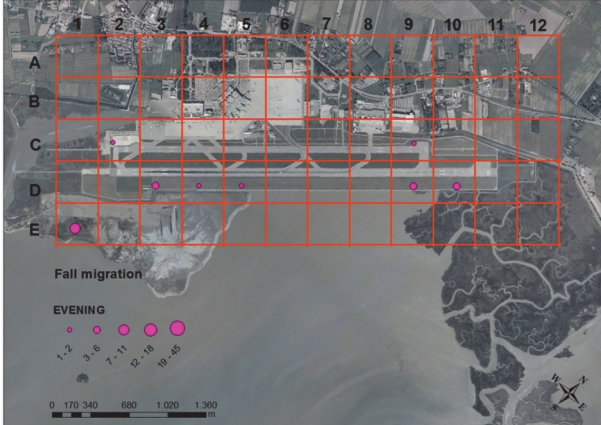 1 2 3 4 5 6 7 8 9 10 11 12
A
B
C
D
E
Fall migration
EVENING
1 - 2
3 - 6
7 - 11
12 - 18
19 - 45
0 170 340 680 1.020 1.360
m
N
W
E
S